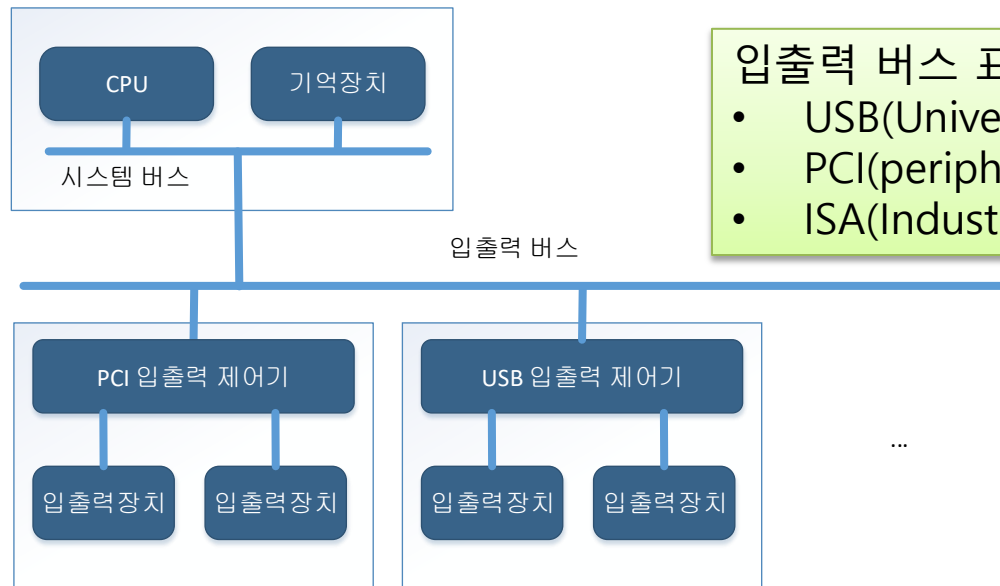 CPU
기억장치
시스템 버스
입출력 버스
• USB(
• PCI(
• ISA(
입출력 버스
PCI 입출력 제어기
USB 입출력 제어기
입출력장치
입출력장치
입출력장치
입출력장치
...